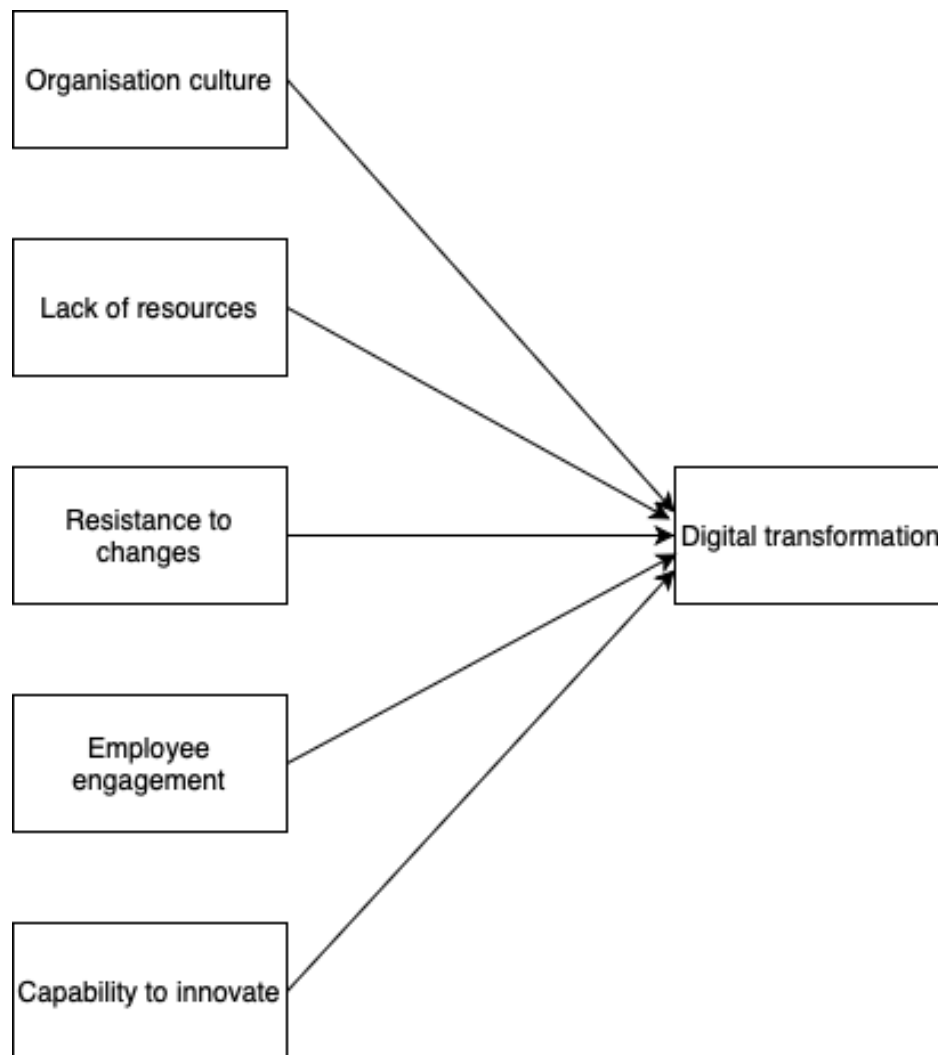 Organisation culture
Lack of resources
Resistance to
changes
Digital transformation
Employee
engagement
Capability to innovate